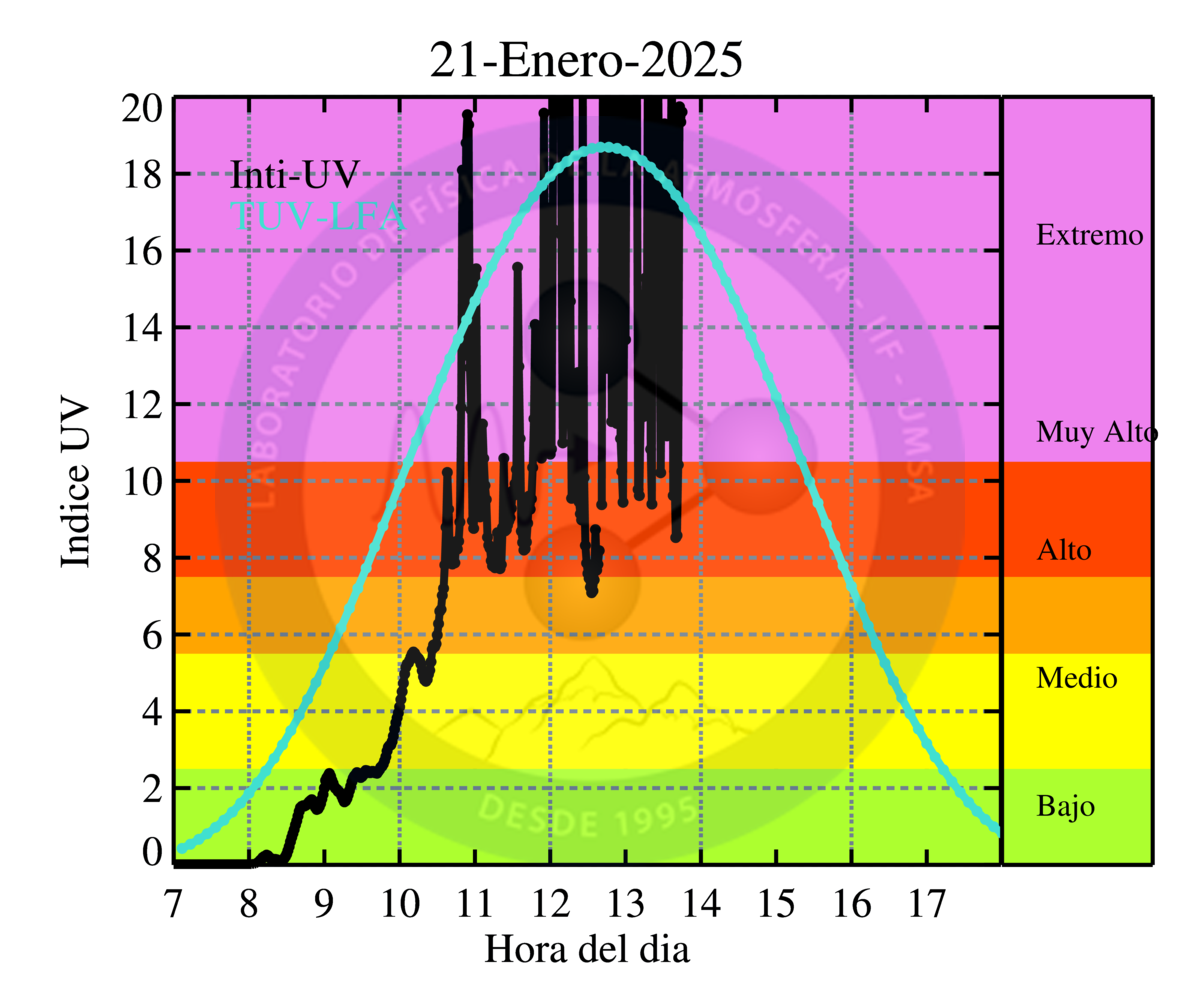 21-Enero-2025
Inti-UV
TUV-LFA
20
18
16
14
12
10
8
6
4
2
0
Indice UV
7 8 9 10 11 12 13 14 15 16 17
Hora del dia
Extremo
Muy Alto
Alto
Medio
Bajo
LABORATORIO DE FÍSICA DE LA ATMÓSFERA - IIF - UMSA
DESDE 1995